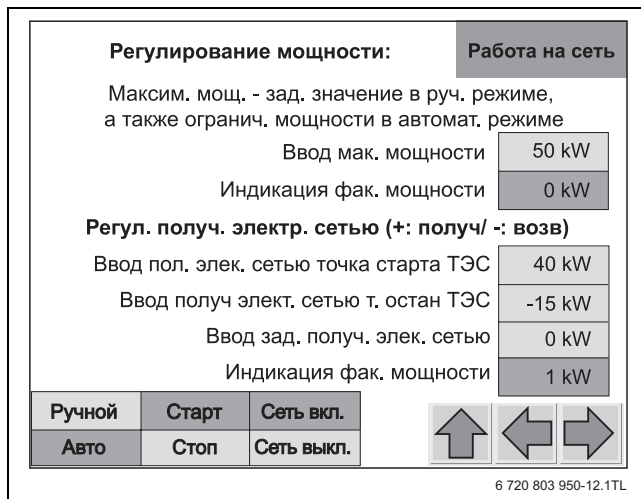 Регулирование мощности: Работа на сеть
Максим. мощ. - зад. значение в руч. режиме,
а также огранич. мощности в автомат. режиме
Ввод мак. мощности 50 kW
Индикация фак. мощности 0 kW
Регул. получ. электр. сетью (+: получ/ -: возв)
Ввод пол. элек. сетью точка старта ТЭС 40 kW
Ввод получ элект. сетью т. остан ТЭС -15 kW
Ввод зад. получ. элек. сетью 0 kW
Индикация фак. мощности 1 kW
Ручной Старт Сеть вкл.
Авто Стоп Сеть выкл.
6 720 803 950-12.1TL